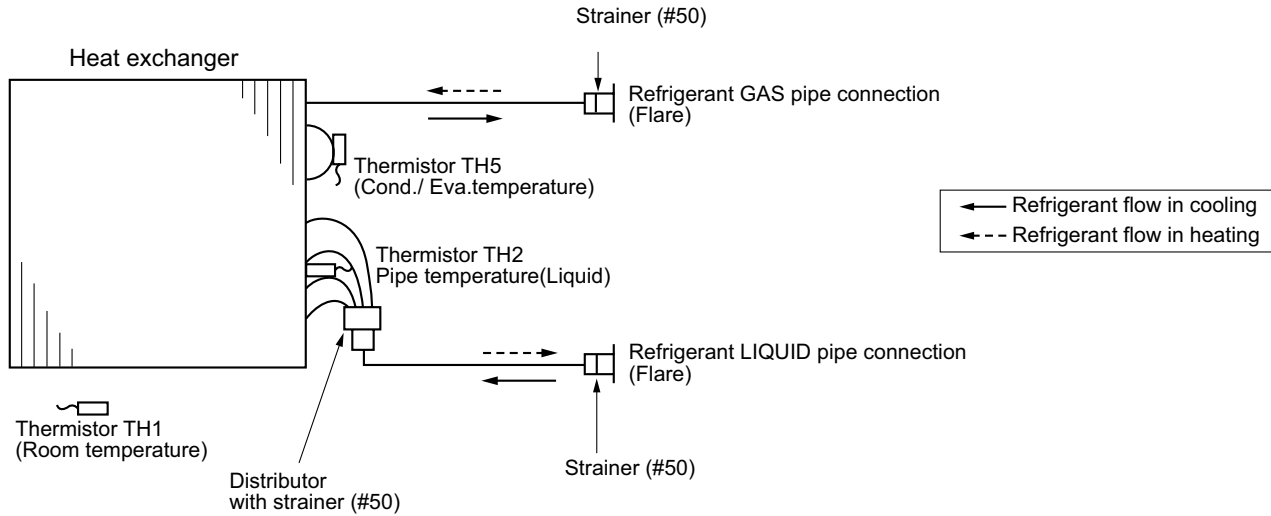 Strainer (#50)
Heat exchanger
Refrigerant GAS pipe connection
(Flare)
Thermistor TH5
(Cond./ Eva.temperature)
Refrigerant flow in cooling
Refrigerant flow in heating
Thermistor TH2
Pipe temperature(Liquid)
Refrigerant LIQUID pipe connection
(Flare)
Thermistor TH1
(Room temperature)
Strainer (#50)
Distributor
with strainer (#50)